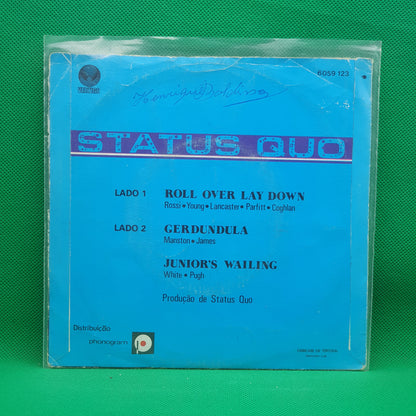 vertigo
6059 123
STATUS QUO
LADO 1 ROLL OVER LAY DOWN
Rossi • Young • Lancaster • Parfitt • Coghlan
LADO 2 GERDUNDULA
Manston • James
JUNIOR'S WAILING
White • Pugh
Produção de Status Quo
Distribuição
phonogram